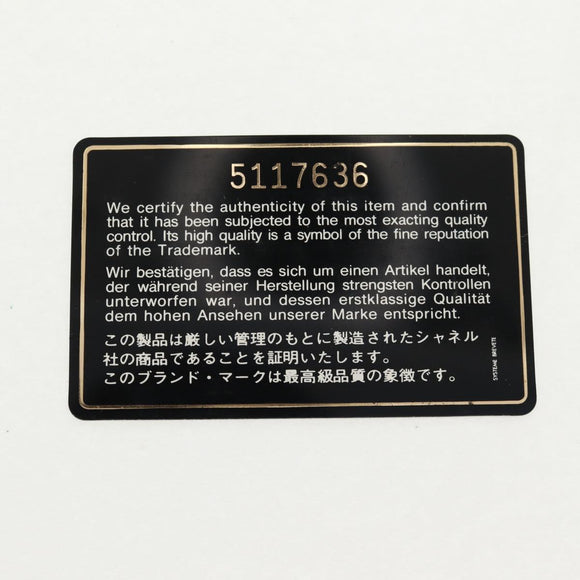 5117636
We certify the authenticity of this item and confirm
that it has been subjected to the most exacting quality
control. Its high quality is a symbol of the fine reputation
of the Trademark.
Wir bestätigen, dass es sich um einen Artikel handelt,
der während seiner Herstellung strengsten Kontrollen
unterworfen war, und dessen erstklassige Qualität
dem hohen Ansehen unserer Marke entspricht.
この製品は厳しい管理のもとに製造されたシャネル
社の商品であることを証明いたします。
このブランド・マークは最高級品質の象徴です。
SYSTEME BREVETE